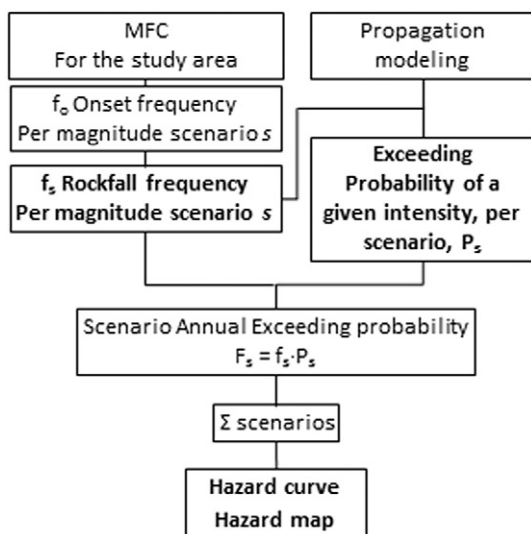 MFC
For the study area
Propagation
modeling
fₒ Onset frequency
Per magnitude scenario s
fₛ Rockfall frequency
Per magnitude scenario s
Exceeding
Probability of a
given intensity, per
scenario, Pₛ
Scenario Annual Exceeding probability
Fₛ = fₛ·Pₛ
Σ scenarios
Hazard curve
Hazard map